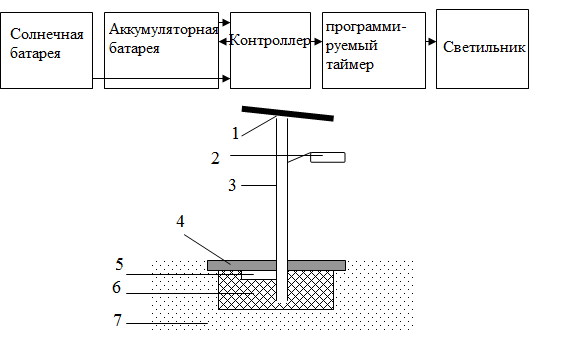 Солнечная
батарея
Аккумуляторная
батарея
Контроллер
программи-
руемый
таймер
Светильник
1
2
3
4
5
6
7